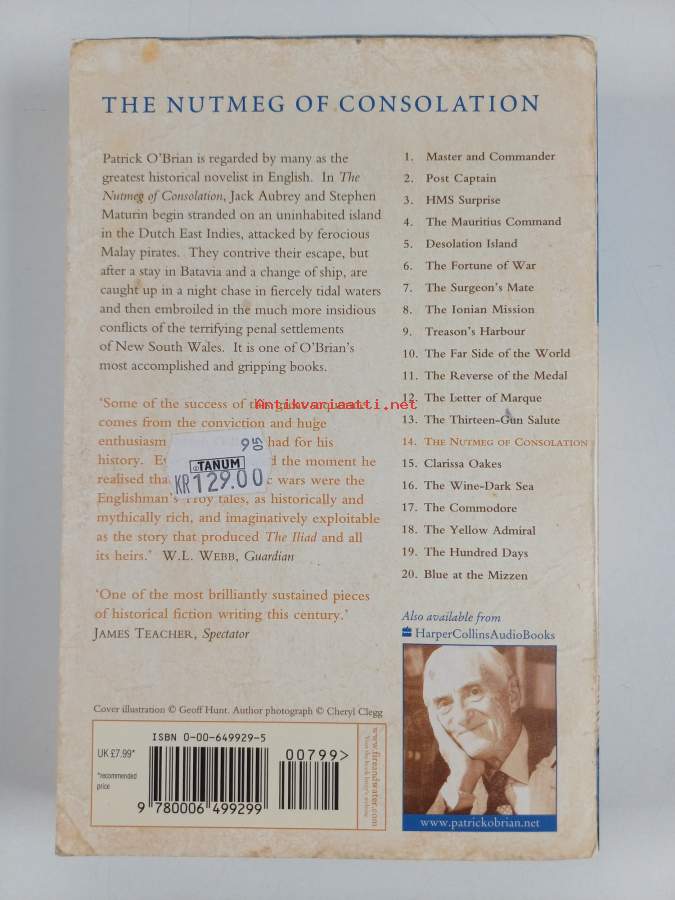 THE NUTMEG OF CONSOLATION
Patrick O'Brian is regarded by many as the
greatest historical novelist in English. In The
Nutmeg of Consolation, Jack Aubrey and Stephen
Maturin begin stranded on an uninhabited island
in the Dutch East Indies, attacked by ferocious
Malay pirates. They contrive their escape, but
after a stay in Batavia and a change of ship, are
caught up in a night chase in fiercely tidal waters
and then embroiled in the much more insidious
conflicts of the terrifying penal settlements
of New South Wales. It is one of O'Brian's
most accomplished and gripping books.
'Some of the success of this
Antikvariaatti.net
comes from the conviction and huge
enthusiasm had for his
history. the moment he
realised wars were the
Englishman's Troy tales, as historically and
mythically rich, and imaginatively exploitable
as the story that produced The Iliad and all
its heirs.' W.L. WEBB, Guardian
TANUM
KR129.00
'One of the most brilliantly sustained pieces
of historical fiction writing this century.'
JAMES TEACHER, Spectator
1. Master and Commander
2. Post Captain
3. HMS Surprise
4. The Mauritius Command
5. Desolation Island
6. The Fortune of War
7. The Surgeon's Mate
8. The Ionian Mission
9. Treason's Harbour
10. The Far Side of the World
11. The Reverse of the Medal
12. The Letter of Marque
13. The Thirteen-Gun Salute
14. THE NUTMEG OF CONSOLATION
15. Clarissa Oakes
16. The Wine-Dark Sea
17. The Commodore
18. The Yellow Admiral
19. The Hundred Days
20. Blue at the Mizzen
Also available from
HarperCollinsAudioBooks
www.patrickobrian.net
Cover illustration © Geoff Hunt. Author photograph © Cheryl Clegg
UK £7.99*
*recommended
price
ISBN 0-00-649929-5
00799>
9 780006 499299
www.fireandwater.com